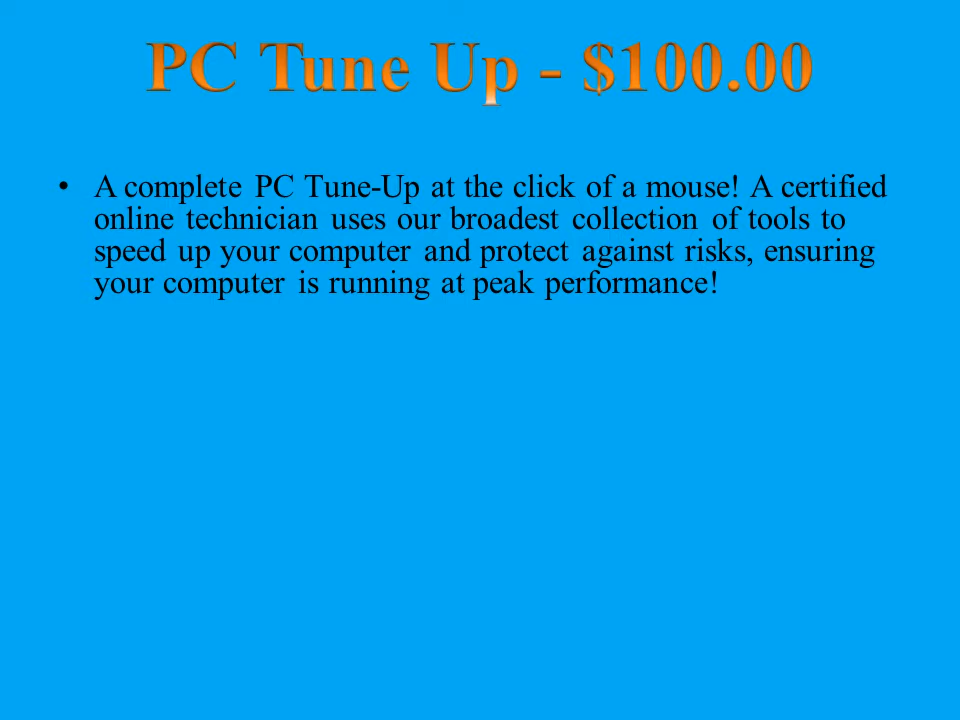 PC Tune Up - $100.00
• A complete PC Tune-Up at the click of a mouse! A certified
online technician uses our broadest collection of tools to
speed up your computer and protect against risks, ensuring
your computer is running at peak performance!